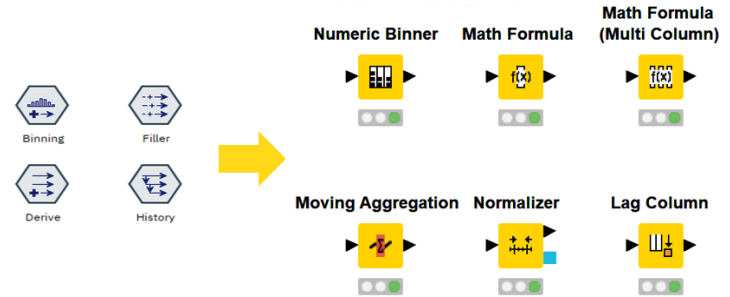 Numeric Binner
Math Formula
Math Formula
(Multi Column)
f(x)
f(x)
Binning
Filler
Derive
History
Moving Aggregation
Normalizer
Lag Column
Σ